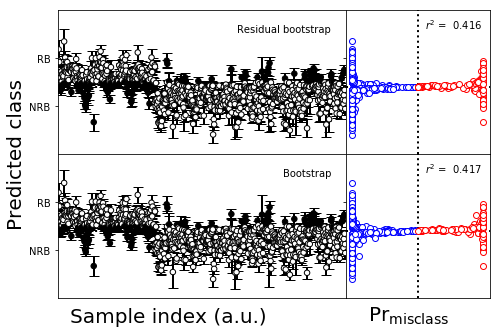 Predicted class
Residual bootstrap
r² = 0.416
RB
NRB
Bootstrap
r² = 0.417
RB
NRB
Sample index (a.u.)
Pr_misclass